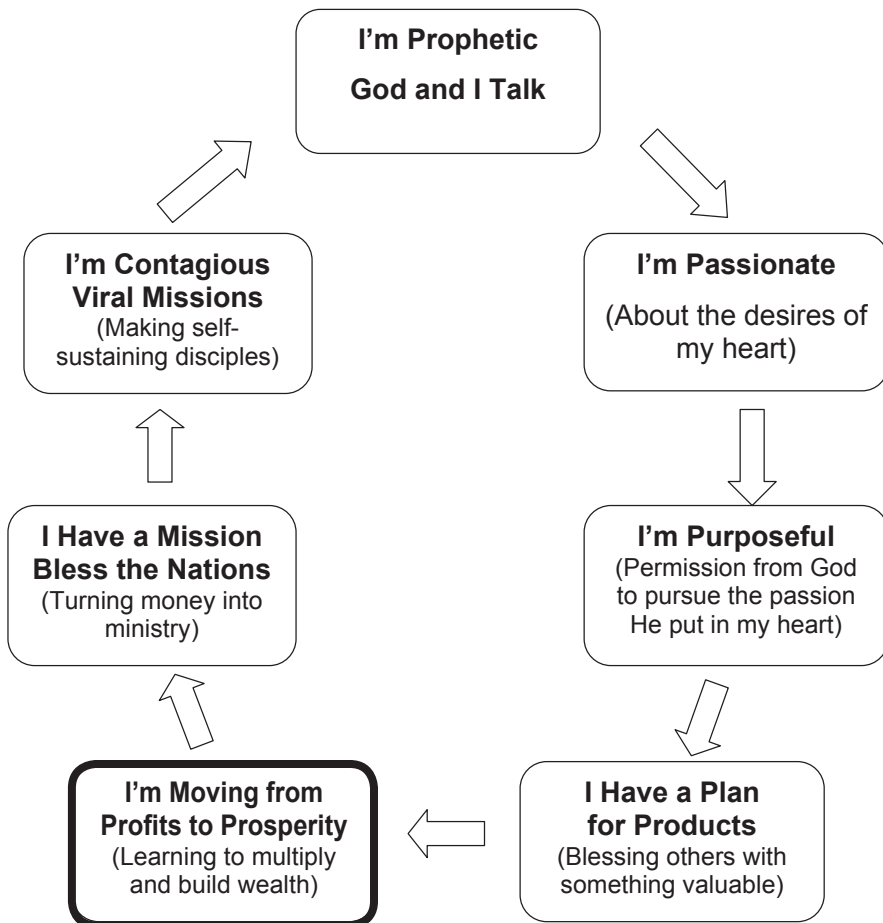 I’m Prophetic
God and I Talk
I’m Passionate
(About the desires of
my heart)
I’m Purposeful
(Permission from God
to pursue the passion
He put in my heart)
I Have a Plan
for Products
(Blessing others with
something valuable)
I’m Moving from
Profits to Prosperity
(Learning to multiply
and build wealth)
I Have a Mission
Bless the Nations
(Turning money into
ministry)
I’m Contagious
Viral Missions
(Making self-
sustaining disciples)